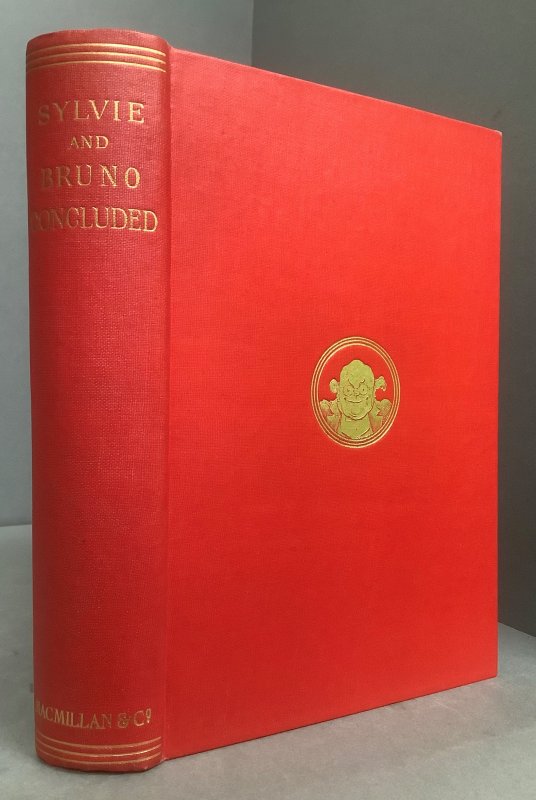 SYLVIE
AND
BRUNO
CONCLUDED
MACMILLAN & Cº